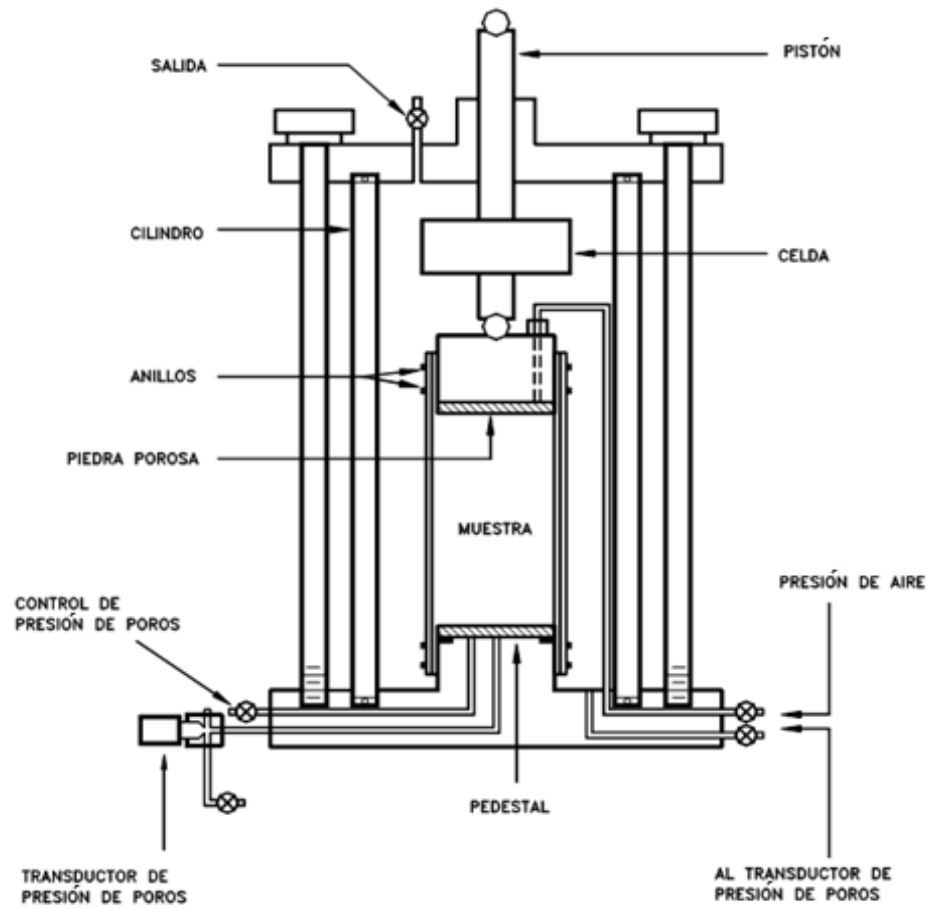 PISTÓN
SALIDA
CILINDRO
CELDA
ANILLOS
PIEDRA POROSA
MUESTRA
PRESIÓN DE AIRE
CONTROL DE
PRESIÓN DE POROS
PEDESTAL
TRANSDUCTOR DE
PRESIÓN DE POROS
AL TRANSDUCTOR DE
PRESIÓN DE POROS